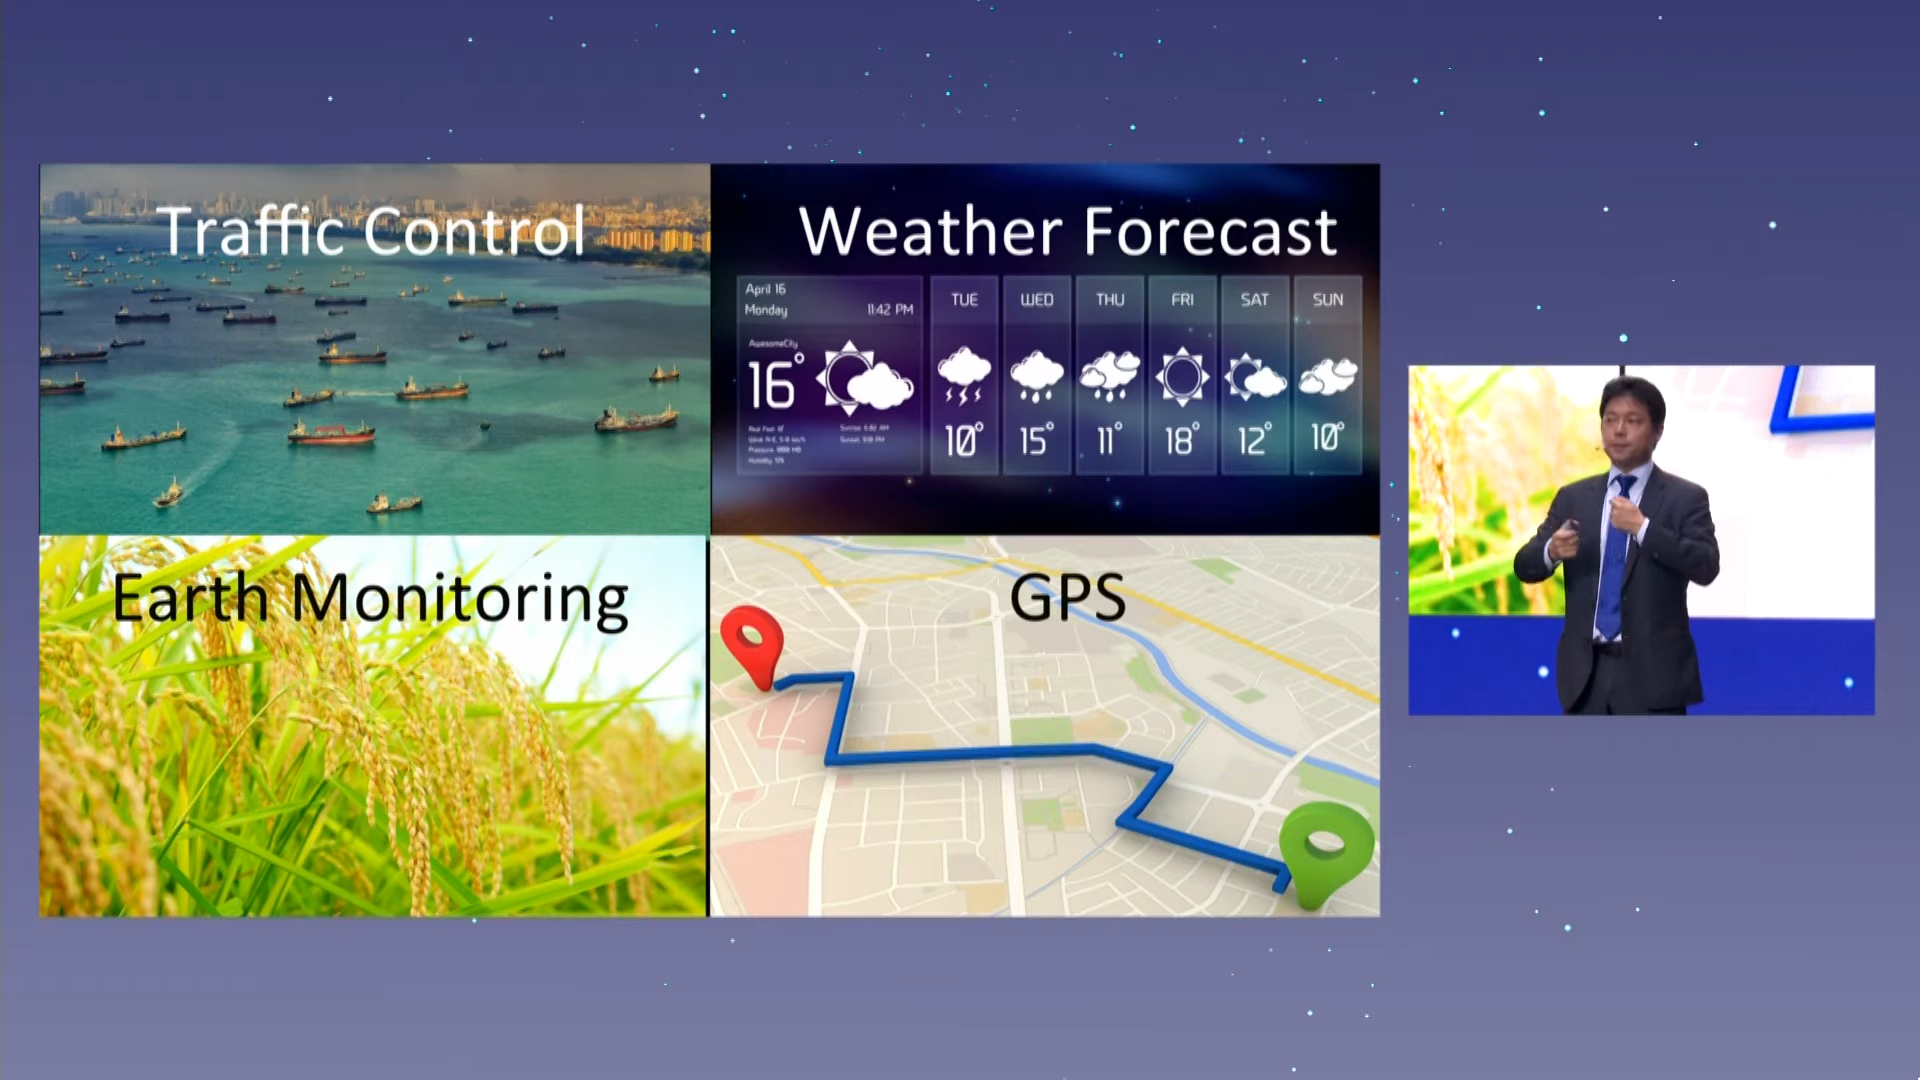 Traffic Control
Weather Forecast
April 16
Monday
11:42 PM
AwesomeCity
16°
TUE
WED
THU
FRI
SAT
SUN
10°
15°
11°
18°
12°
10°
Earth Monitoring
GPS